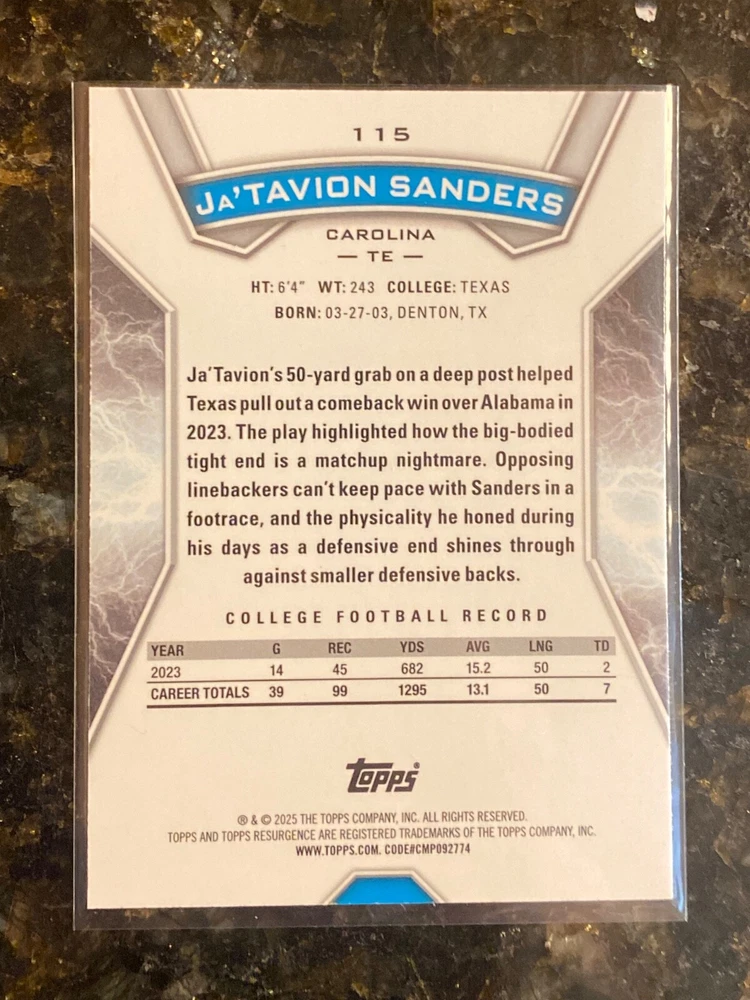 115
JA'TAVION SANDERS
CAROLINA
— TE —
HT: 6'4" WT: 243 COLLEGE: TEXAS
BORN: 03-27-03, DENTON, TX
Ja'Tavion's 50-yard grab on a deep post helped
Texas pull out a comeback win over Alabama in
2023. The play highlighted how the big-bodied
tight end is a matchup nightmare. Opposing
linebackers can't keep pace with Sanders in a
footrace, and the physicality he honed during
his days as a defensive end shines through
against smaller defensive backs.
COLLEGE FOOTBALL RECORD
YEAR G REC YDS AVG LNG TD
2023 14 45 682 15.2 50 2
CAREER TOTALS 39 99 1295 13.1 50 7
Topps®
® & © 2025 THE TOPPS COMPANY, INC. ALL RIGHTS RESERVED.
TOPPS AND TOPPS RESURGENCE ARE REGISTERED TRADEMARKS OF THE TOPPS COMPANY, INC.
WWW.TOPPS.COM. CODE#CMP092774